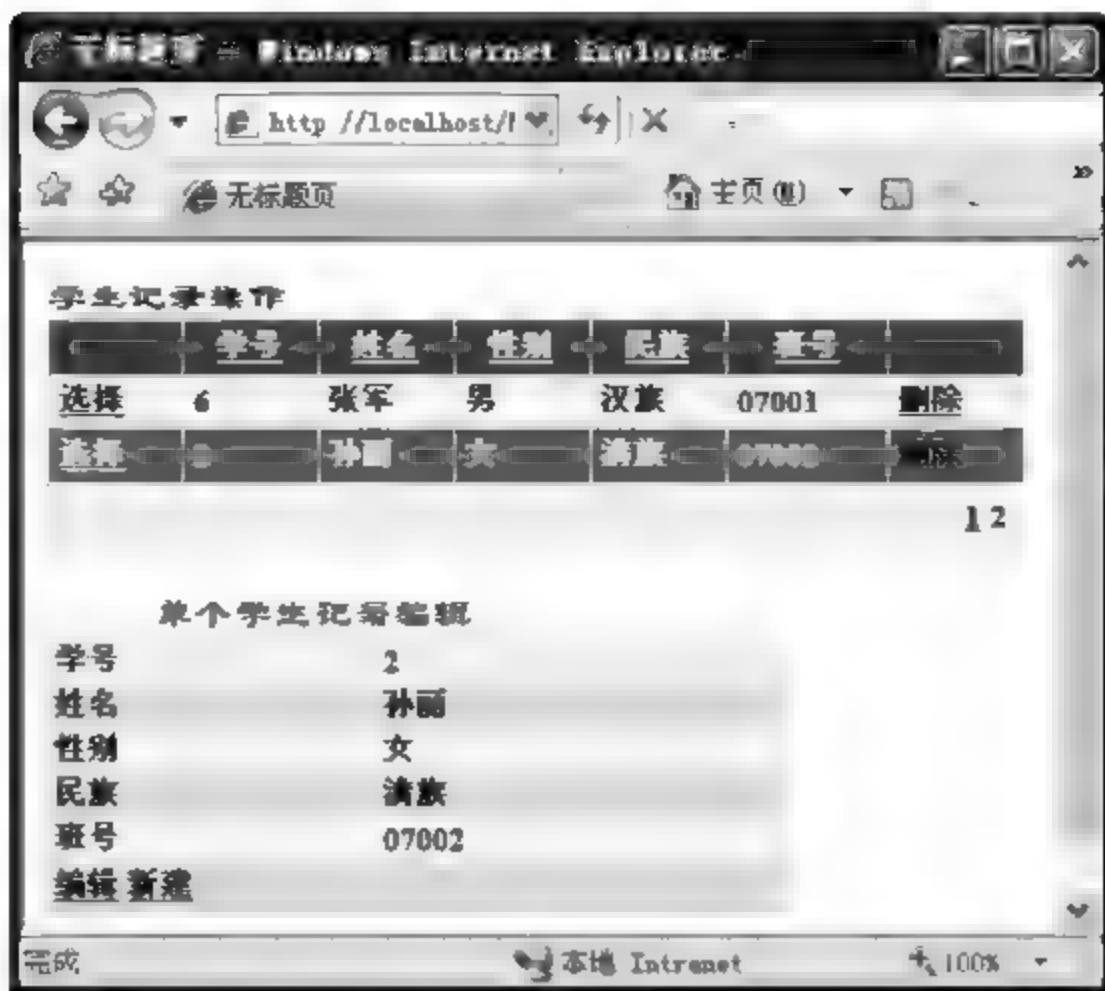 无标题页 - Windows Internet Explorer
http://localhost/
无标题页 主页(M)
学生记录操作
学号 姓名 性别 民族 班号
选择 6 张军 男 汉族 07001 删除
选择 孙丽 女 满族
1 2
单个学生记录编辑
学号 2
姓名 孙丽
性别 女
民族 满族
班号 07002
编辑 新建
完成 本地 Intranet 100%